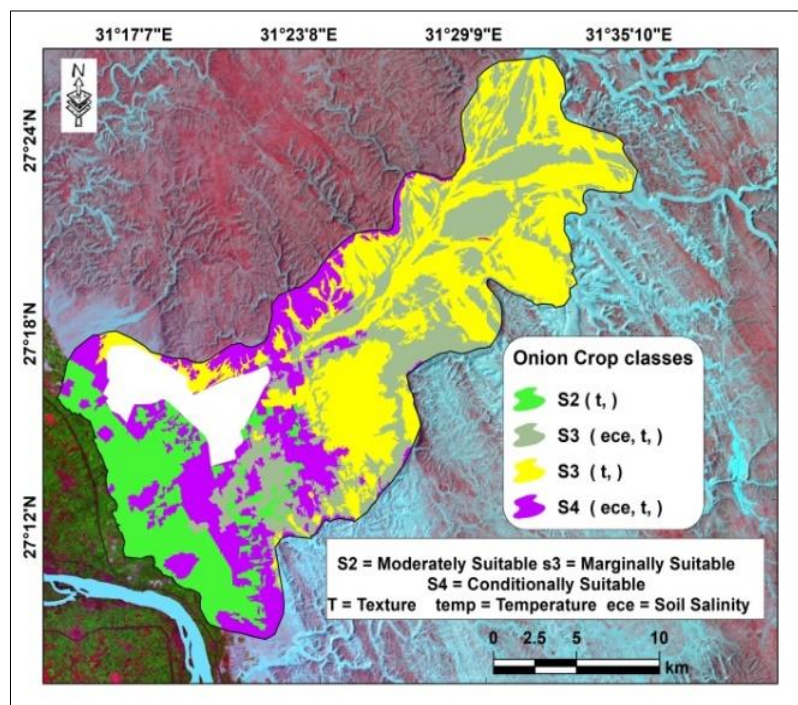 31°17'7"E 31°23'8"E 31°29'9"E 31°35'10"E
N
27°24'N
27°18'N
27°12'N
Onion Crop classes
S2 ( t, )
S3 ( ece, t, )
S3 ( t, )
S4 ( ece, t, )
S2 = Moderately Suitable s3 = Marginally Suitable
S4 = Conditionally Suitable
T = Texture temp = Temperature ece = Soil Salinity
0 2.5 5 10
km